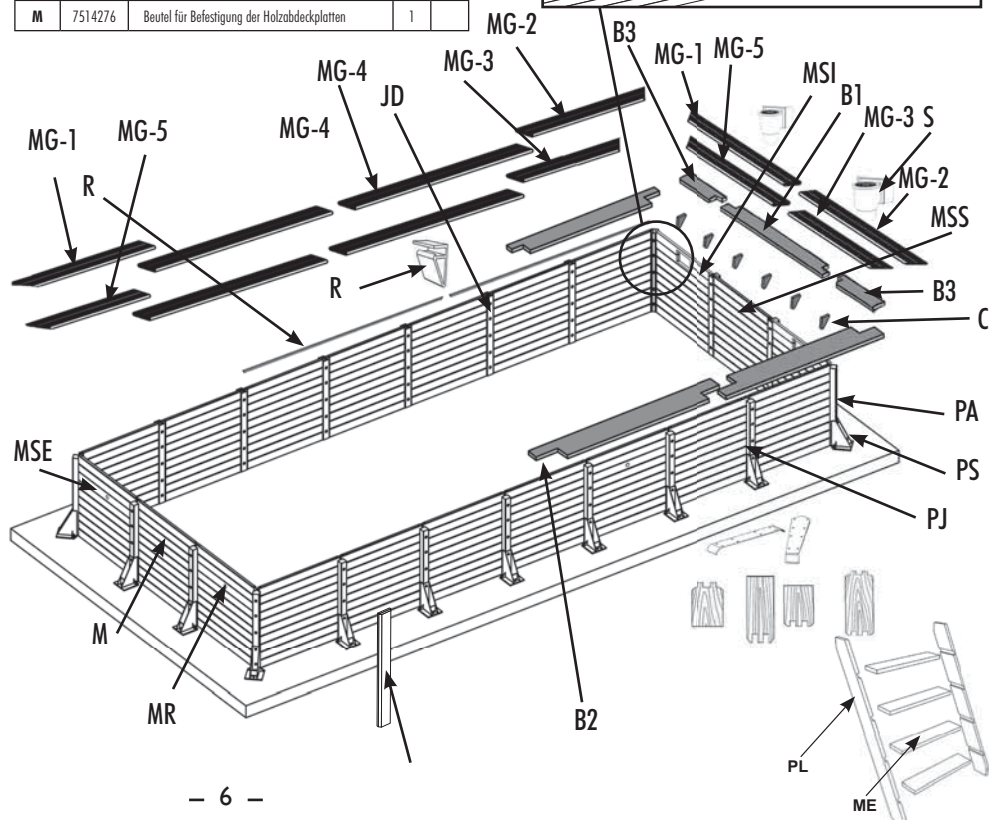 M 7514276 Beutel für Befestigung der Holzabdeckplatten 1
MG-2
B3
MG-1 MG-5
MSI
B1
MG-3 S
MG-2
MSS
MG-4
JD
MG-3
MG-4
MG-1
MG-5
R
R
B3
C
PA
PS
PJ
MSE
M
MR
B2
PL
ME
– 6 –